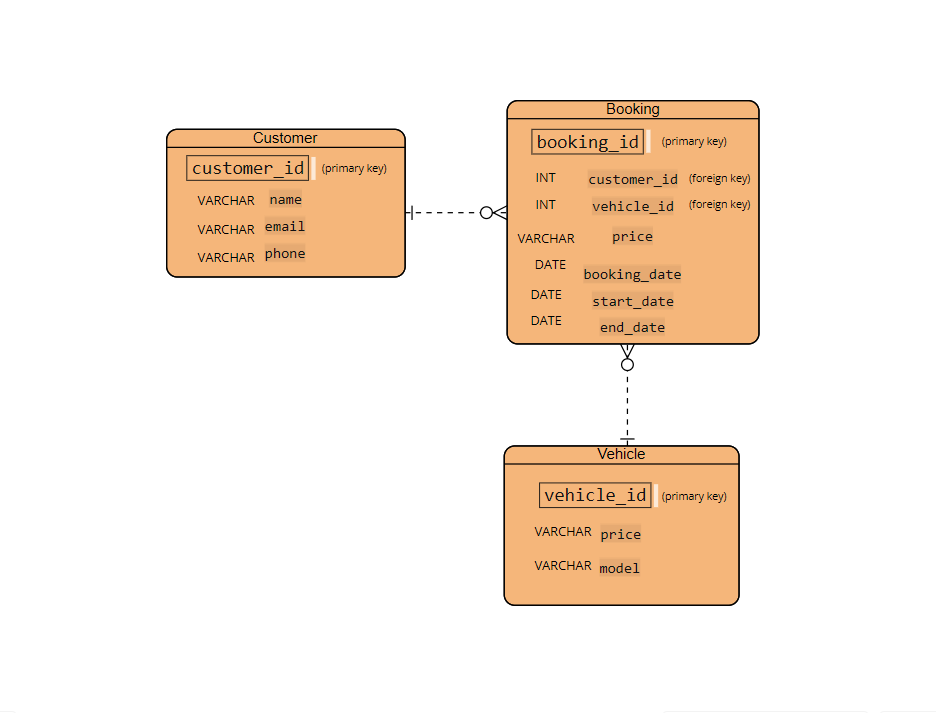 Customer
customer_id (primary key)
VARCHAR name
VARCHAR email
VARCHAR phone
Booking
booking_id (primary key)
INT customer_id (foreign key)
INT vehicle_id (foreign key)
VARCHAR price
DATE booking_date
DATE start_date
DATE end_date
Vehicle
vehicle_id (primary key)
VARCHAR price
VARCHAR model